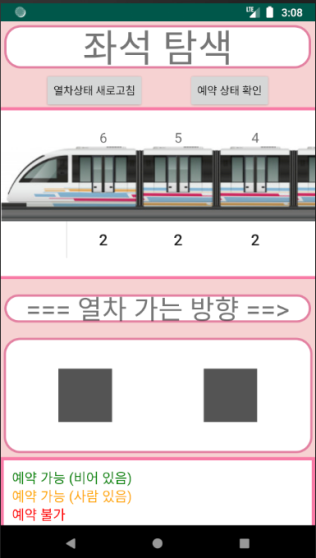 LTE 3:08
좌석 탐색
열차상태 새로고침 예약 상태 확인
6 5 4
2 2 2
=== 열차 가는 방향 ==>
예약 가능 (비어 있음)
예약 가능 (사람 있음)
예약 불가